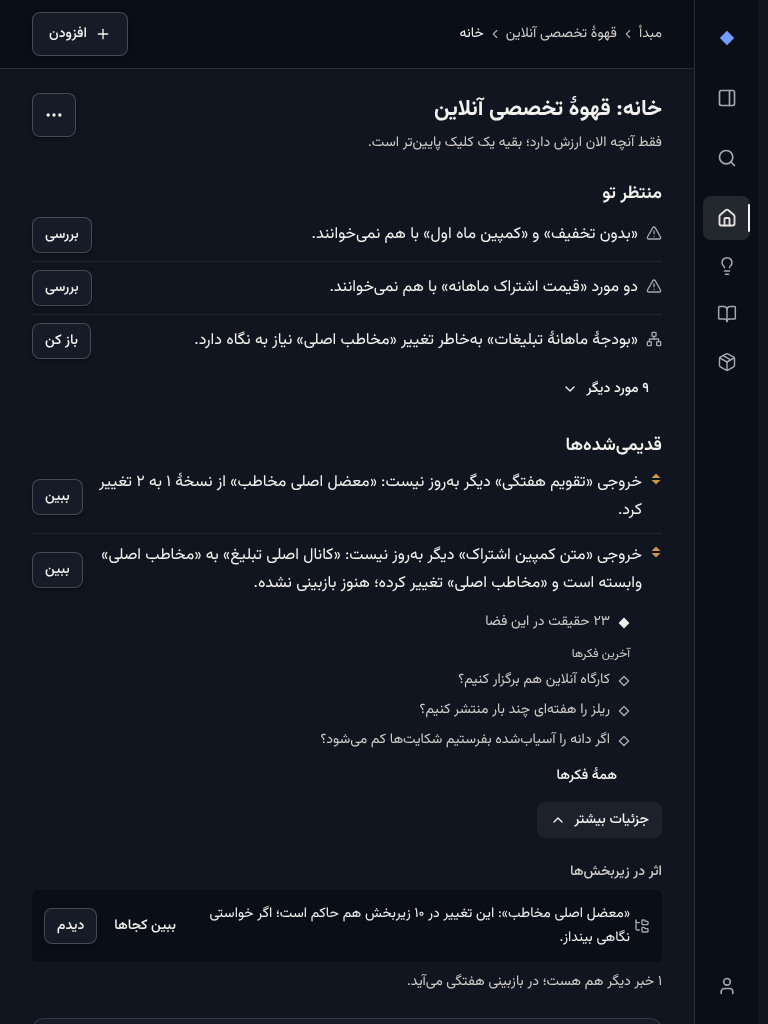 مبدأ › قهوهٔ تخصصی آنلاین › خانه
افزودن
خانه: قهوهٔ تخصصی آنلاین
فقط آنچه الان ارزش دارد؛ بقیه یک کلیک پایین‌تر است.
منتظر تو
«بدون تخفیف» و «کمپین ماه اول» با هم نمی‌خوانند.
بررسی
دو مورد «قیمت اشتراک ماهانه» با هم نمی‌خوانند.
بررسی
«بودجهٔ ماهانهٔ تبلیغات» به‌خاطر تغییر «مخاطب اصلی» نیاز به نگاه دارد.
باز کن
۹ مورد دیگر
قدیمی‌شده‌ها
خروجی «تقویم هفتگی» دیگر به‌روز نیست: «معضل اصلی مخاطب» از نسخهٔ ۱ به ۲ تغییر
کرد.
ببین
خروجی «متن کمپین اشتراک» دیگر به‌روز نیست: «کانال اصلی تبلیغ» به «مخاطب اصلی»
وابسته است و «مخاطب اصلی» تغییر کرده؛ هنوز بازبینی نشده.
ببین
۲۳ حقیقت در این فضا
آخرین فکرها
کارگاه آنلاین هم برگزار کنیم؟
ریلز را هفته‌ای چند بار منتشر کنیم؟
اگر دانه را آسیاب‌شده بفرستیم شکایت‌ها کم می‌شود؟
همهٔ فکرها
جزئیات بیشتر
اثر در زیربخش‌ها
«معضل اصلی مخاطب»: این تغییر در ۱۰ زیربخش هم حاکم است؛ اگر خواستی
نگاهی بینداز.
ببین کجاها
دیدم
۱ خبر دیگر هم هست؛ در بازبینی هفتگی می‌آید.